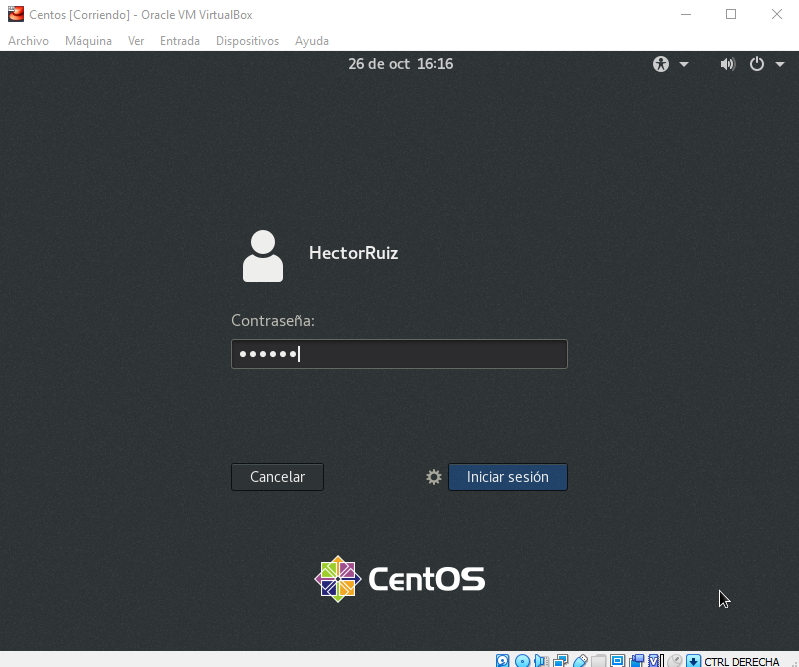 Centos [Corriendo] - Oracle VM VirtualBox
Archivo Máquina Ver Entrada Dispositivos Ayuda
26 de oct 16:16
HectorRuiz
Contraseña:
Cancelar
Iniciar sesión
CentOS
CTRL DERECHA